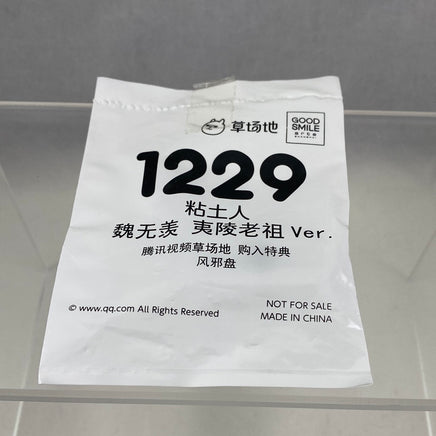 草场地
GOOD
SMILE
1229
粘土人
魏无羡 夷陵老祖 Ver.
腾讯视频草场地 购入特典
风邪盘
© www.qq.com All Rights Reserved
NOT FOR SALE
MADE IN CHINA